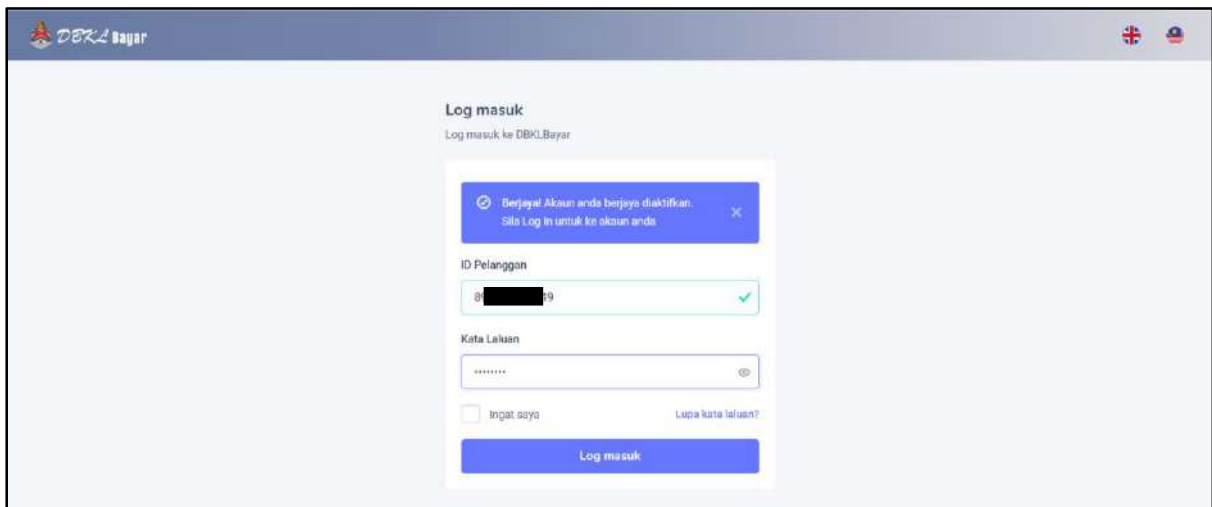 DBKL Bayar
Log masuk
Log masuk ke DBKLBayar
Berjaya! Akaun anda berjaya diaktifkan.
Sila Log In untuk ke akaun anda
ID Pelanggan
Kata Laluan
Ingat saya
Lupa kata laluan?
Log masuk